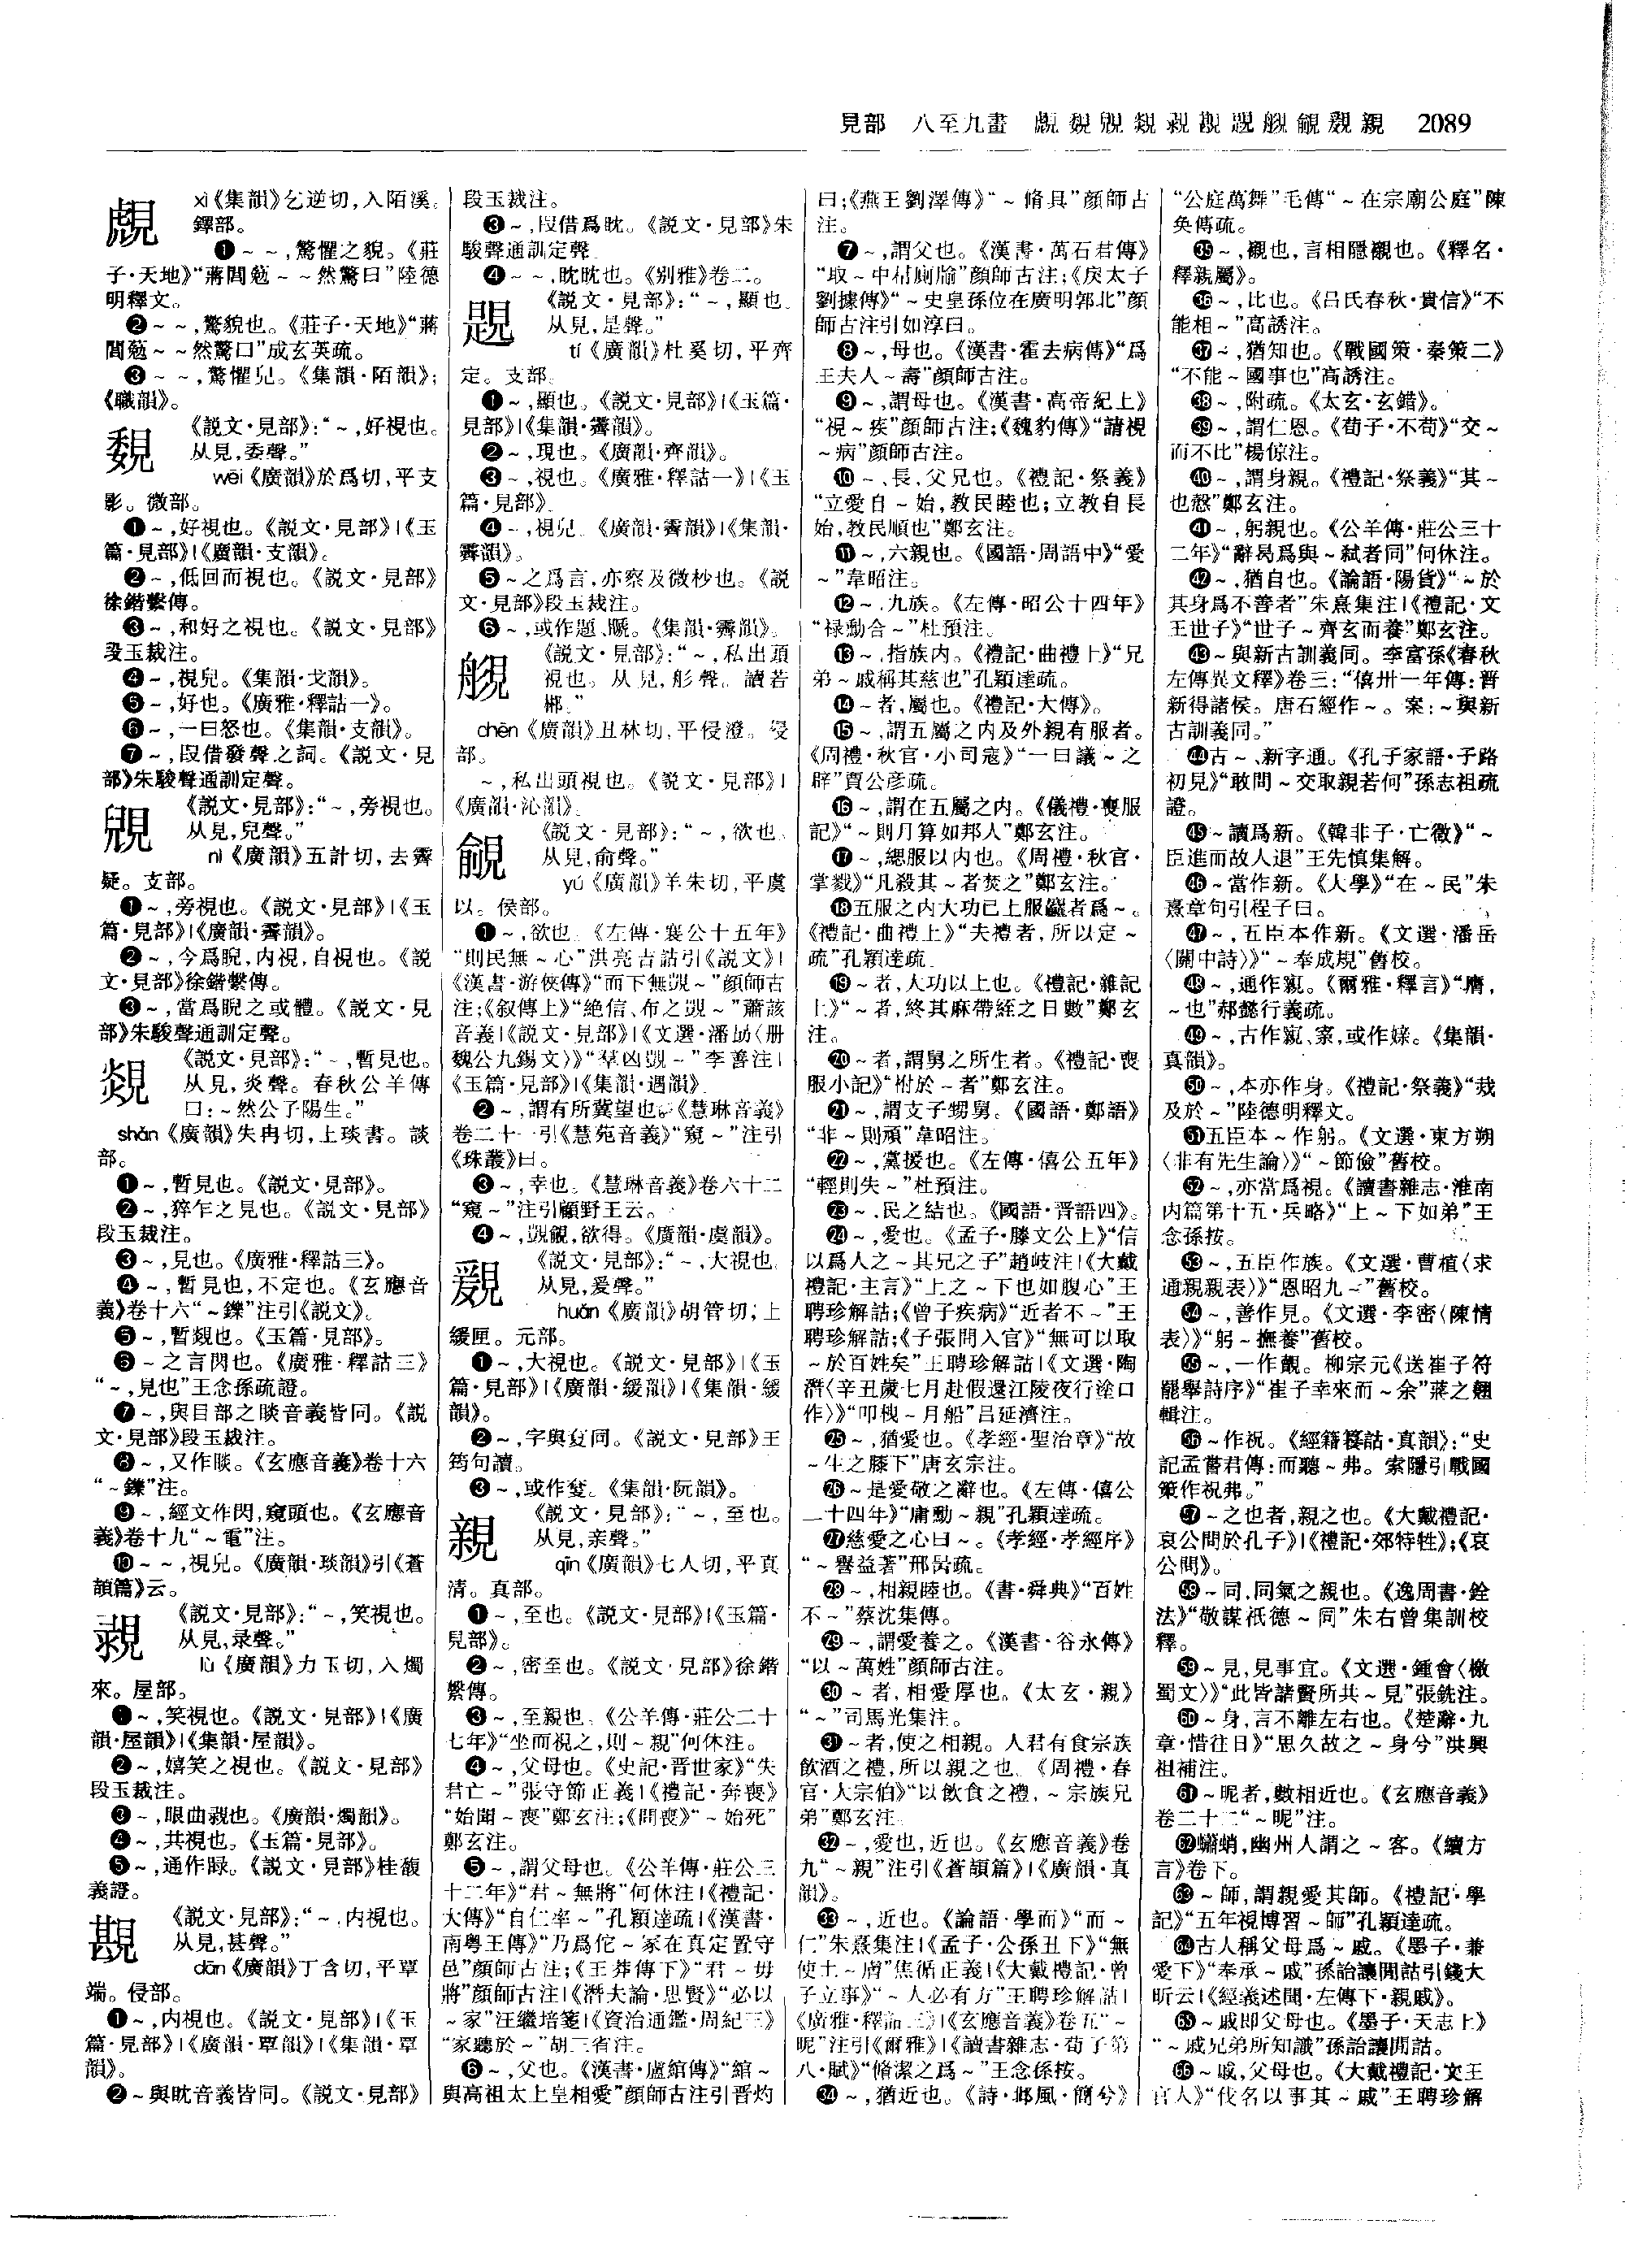 見部　八至九畫　覤覣覞覢覝覘覟覛覦覨親　2089
覤
xì《集韻》乞逆切，入陌溪。
鐸部。
❶～～，驚懼之貌。《莊
子·天地》“蔣閭葂～～然驚曰”陸德
明釋文。
❷～～，驚貌也。《莊子·天地》“蔣
閭葂～～然驚曰”成玄英疏。
❸～～，驚懼皃。《集韻·陌韻》；
《職韻》。
覣
《説文·見部》：“～，好視也。
从見，委聲。”
wēi《廣韻》於爲切，平支
影。微部。
❶～，好視也。《説文·見部》|《玉
篇·見部》|《廣韻·支韻》。
❷～，低回而視也。《説文·見部》
徐鍇繫傳。
❸～，和好之視也。《説文·見部》
段玉裁注。
❹～，視皃。《集韻·戈韻》。
❺～，好也。《廣雅·釋詁一》。
❻～，一曰怒也。《集韻·支韻》。
❼～，叚借發聲之詞。《説文·見
部》朱駿聲通訓定聲。
覞
《説文·見部》：“～，旁視也。
从見，兒聲。”
nì《廣韻》五計切，去霽
疑。支部。
❶～，旁視也。《説文·見部》|《玉
篇·見部》|《廣韻·霽韻》。
❷～，今爲睨，内視，自視也。《説
文·見部》徐鍇繫傳。
❸～，當爲睨之或體。《説文·見
部》朱駿聲通訓定聲。
覢
《説文·見部》：“～，暫見也。
从見，炎聲。春秋公羊傳
曰：～然公子陽生。”
shǎn《廣韻》失冉切，上琰書。談
部。
❶～，暫見也。《説文·見部》。
❷～，猝乍之見也。《説文·見部》
段玉裁注。
❸～，見也。《廣雅·釋詁三》。
❹～，暫見也，不定也。《玄應音
義》卷十六“～鑠”注引《説文》。
❺～，暫覢也。《玉篇·見部》。
❻～之言閃也。《廣雅·釋詁三》
“～，見也”王念孫疏證。
❼～，與目部之睒音義皆同。《説
文·見部》段玉裁注。
❽～，又作睒。《玄應音義》卷十六
“～鑠”注。
❾～，經文作閃，窺頭也。《玄應音
義》卷十九“～電”注。
❿～～，視皃。《廣韻·琰韻》引《蒼
頡篇》云。
《説文·見部》：“～，笑視也。
从見，录聲。”
lù《廣韻》力玉切，入燭
來。屋部。
❶～，笑視也。《説文·見部》|《廣
韻·屋韻》|《集韻·屋韻》。
❷～，嬉笑之視也。《説文·見部》
段玉裁注。
❸～，眼曲覙也。《廣韻·燭韻》。
❹～，共視也。《玉篇·見部》。
❺～，通作睩。《説文·見部》桂馥
義證。
《説文·見部》：“～，内視也。
从見，甚聲。”
dān《廣韻》丁含切，平覃
端。侵部。
❶～，内視也。《説文·見部》|《玉
篇·見部》|《廣韻·覃韻》|《集韻·覃
韻》。
❷～與眈音義皆同。《説文·見部》
段玉裁注。
❸～，叚借爲眈。《説文·見部》朱
駿聲通訓定聲。
❹～～，眈眈也。《别雅》卷二。
《説文·見部》：“～，顯也。
从見，是聲。”
tí《廣韻》杜奚切，平齊
定。支部。
❶～，顯也。《説文·見部》|《玉篇·
見部》|《集韻·霽韻》。
❷～，現也。《廣韻·齊韻》。
❸～，視也。《廣雅·釋詁一》|《玉
篇·見部》。
❹～，視皃。《廣韻·霽韻》|《集韻·
霽韻》。
❺～之爲言，亦察及微杪也。《説
文·見部》段玉裁注。
❻～，或作題、睼。《集韻·霽韻》。
《説文·見部》：“～，私出頭
視也。从見，肜聲。讀若
郴。”
chēn《廣韻》丑林切，平侵澄。侵
部。
～，私出頭視也。《説文·見部》|
《廣韻·沁韻》。
覦
《説文·見部》：“～，欲也。
从見，俞聲。”
yú《廣韻》羊朱切，平虞
以。侯部。
❶～，欲也。《左傳·襄公十五年》
“則民無～心”洪亮吉詁引《説文》|
《漢書·游俠傳》“而下無覬～”顔師古
注；《叙傳上》“絶信、布之覬～”蕭該
音義|《説文·見部》|《文選·潘勖〈册
魏公九錫文〉》“羣凶覬～”李善注|
《玉篇·見部》|《集韻·遇韻》。
❷～，謂有所冀望也。《慧琳音義》
卷二十一引《慧苑音義》“窺～”注引
《珠叢》曰。
❸～，幸也。《慧琳音義》卷六十二
“窺～”注引顧野王云。
❹～，覬覦，欲得。《廣韻·虞韻》。
《説文·見部》：“～，大視也。
从見，爰聲。”
huǎn《廣韻》胡管切，上
緩匣。元部。
❶～，大視也。《説文·見部》|《玉
篇·見部》|《廣韻·緩韻》|《集韻·緩
韻》。
❷～，字與𥈠同。《説文·見部》王
筠句讀。
❸～，或作𥈠。《集韻·阮韻》。
親
《説文·見部》：“～，至也。
从見，亲聲。”
qīn《廣韻》七人切，平真
清。真部。
❶～，至也。《説文·見部》|《玉篇·
見部》。
❷～，密至也。《説文·見部》徐鍇
繫傳。
❸～，至親也。《公羊傳·莊公二十
七年》“坐而視之，則～親”何休注。
❹～，父母也。《史記·晋世家》“失
君亡～”張守節正義|《禮記·奔喪》
“始聞～喪”鄭玄注；《問喪》“～始死”
鄭玄注。
❺～，謂父母也。《公羊傳·莊公三
十二年》“君～無將”何休注|《禮記·
大傳》“自仁率～”孔穎達疏|《漢書·
南粤王傳》“乃爲佗～冢在真定置守
邑”顔師古注；《王莽傳下》“君～毋
將”顔師古注|《潛夫論·思賢》“必以
～家”汪繼培箋|《資治通鑑·周紀三》
“家聽於～”胡三省注。
❻～，父也。《漢書·盧綰傳》“綰～
與高祖太上皇相愛”顔師古注引晋灼
曰；《燕王劉澤傳》“～脩具”顔師古
注。
❼～，謂父也。《漢書·萬石君傳》
“取～中帬廁牏”顔師古注；《戾太子
劉據傳》“～史皇孫位在廣明郭北”顔
師古注引如淳曰。
❽～，母也。《漢書·霍去病傳》“爲
王夫人～壽”顔師古注。
❾～，謂母也。《漢書·高帝紀上》
“視～疾”顔師古注；《魏豹傳》“請視
～病”顔師古注。
❿～、長，父兄也。《禮記·祭義》
“立愛自～始，教民睦也；立教自長
始，教民順也”鄭玄注。
⓫～，六親也。《國語·周語中》“愛
～”韋昭注。
⓬～，九族。《左傳·昭公十四年》
“禄勳合～”杜預注。
⓭～，指族内。《禮記·曲禮上》“兄
弟～戚稱其慈也”孔穎達疏。
⓮～者，屬也。《禮記·大傳》。
⓯～，謂五屬之内及外親有服者。
《周禮·秋官·小司寇》“一曰議～之
辟”賈公彦疏。
⓰～，謂在五屬之内。《儀禮·喪服
記》“～則月算如邦人”鄭玄注。
⓱～，緦服以内也。《周禮·秋官·
掌戮》“凡殺其～者焚之”鄭玄注。
⓲五服之内大功已上服麤者爲～。
《禮記·曲禮上》“夫禮者，所以定～
疏”孔穎達疏。
⓳～者，大功以上也。《禮記·雜記
上》“～者，終其麻帶絰之日數”鄭玄
注。
⓴～者，謂舅之所生者。《禮記·喪
服小記》“祔於～者”鄭玄注。
㉑～，謂支子甥舅。《國語·鄭語》
“非～則頑”韋昭注。
㉒～，黨援也。《左傳·僖公五年》
“輕則失～”杜預注。
㉓～，民之結也。《國語·晋語四》。
㉔～，愛也。《孟子·滕文公上》“信
以爲人之～其兄之子”趙岐注|《大戴
禮記·主言》“上之～下也如腹心”王
聘珍解詁；《曾子疾病》“近者不～”王
聘珍解詁；《子張問入官》“無可以取
～於百姓矣”王聘珍解詁|《文選·陶
潛〈辛丑歲七月赴假還江陵夜行塗口
作〉》“叩栧～月船”吕延濟注。
㉕～，猶愛也。《孝經·聖治章》“故
～生之膝下”唐玄宗注。
㉖～是愛敬之辭也。《左傳·僖公
二十四年》“庸勳～親”孔穎達疏。
㉗慈愛之心曰～。《孝經·孝經序》
“～譽益著”邢昺疏。
㉘～，相親睦也。《書·舜典》“百姓
不～”蔡沈集傳。
㉙～，謂愛養之。《漢書·谷永傳》
“以～萬姓”顔師古注。
㉚～者，相愛厚也。《太玄·親》
“～”司馬光集注。
㉛～者，使之相親。人君有食宗族
飲酒之禮，所以親之也。《周禮·春
官·大宗伯》“以飲食之禮，～宗族兄
弟”鄭玄注。
㉜～，愛也，近也。《玄應音義》卷
九“～親”注引《蒼頡篇》|《廣韻·真
韻》。
㉝～，近也。《論語·學而》“而～
仁”朱熹集注|《孟子·公孫丑下》“無
使土～膚”焦循正義|《大戴禮記·曾
子立事》“～人必有方”王聘珍解詁|
《廣雅·釋詁三》|《玄應音義》卷五“～
昵”注引《爾雅》|《讀書雜志·荀子第
八·賦》“脩潔之爲～”王念孫按。
㉞～，猶近也。《詩·邶風·簡兮》
“公庭萬舞”毛傳“～在宗廟公庭”陳
奂傳疏。
㉟～，襯也，言相隱襯也。《釋名·
釋親屬》。
㊱～，比也。《吕氏春秋·貴信》“不
能相～”高誘注。
㊲～，猶知也。《戰國策·秦策二》
“不能～國事也”高誘注。
㊳～，附疏。《太玄·玄錯》。
㊴～，謂仁恩。《荀子·不苟》“交～
而不比”楊倞注。
㊵～，謂身親。《禮記·祭義》“其～
也慤”鄭玄注。
㊶～，躬親也。《公羊傳·莊公三十
二年》“辭曷爲與～弑者同”何休注。
㊷～，猶自也。《論語·陽貨》“～於
其身爲不善者”朱熹集注|《禮記·文
王世子》“世子～齊玄而養”鄭玄注。
㊸～與新古訓義同。李富孫《春秋
左傳異文釋》卷三：“僖卅一年傳：晋
新得諸侯。唐石經作～。案：～與新
古訓義同。”
㊹古～、新字通。《孔子家語·子路
初見》“敢問～交取親若何”孫志祖疏
證。
㊺～讀爲新。《韓非子·亡徵》“～
臣進而故人退”王先慎集解。
㊻～當作新。《大學》“在～民”朱
熹章句引程子曰。
㊼～，五臣本作新。《文選·潘岳
〈關中詩〉》“～奉成規”舊校。
㊽～，通作寴。《爾雅·釋言》“膺，
～也”郝懿行義疏。
㊾～，古作寴、㝷，或作媇。《集韻·
真韻》。
㊿～，本亦作身。《禮記·祭義》“烖
及於～”陸德明釋文。
51五臣本～作躬。《文選·東方朔
〈非有先生論〉》“～節儉”舊校。
52～，亦當爲視。《讀書雜志·淮南
内篇第十五·兵略》“上～下如弟”王
念孫按。
53～，五臣作族。《文選·曹植〈求
通親親表〉》“恩昭九～”舊校。
54～，善作見。《文選·李密〈陳情
表〉》“躬～撫養”舊校。
55～，一作覿。柳宗元《送崔子符
罷舉詩序》“崔子幸來而～余”蔣之翹
輯注。
56～作祝。《經籍籑詁·真韻》：“史
記孟嘗君傳：而聽～弗。索隱引戰國
策作祝弗。”
57～之也者，親之也。《大戴禮記·
哀公問於孔子》|《禮記·郊特牲》；《哀
公問》。
58～同，同氣之親也。《逸周書·銓
法》“敬謀祇德～同”朱右曾集訓校
釋。
59～見，見事宜。《文選·鍾會〈檄
蜀文〉》“此皆諸賢所共～見”張銑注。
60～身，言不離左右也。《楚辭·九
章·惜往日》“思久故之～身兮”洪興
祖補注。
61～昵者，數相近也。《玄應音義》
卷二十二“～昵”注。
62蠨蛸，幽州人謂之～客。《續方
言》卷下。
63～師，謂親愛其師。《禮記·學
記》“五年視博習～師”孔穎達疏。
64古人稱父母爲～戚。《墨子·兼
愛下》“奉承～戚”孫詒讓閒詁引錢大
昕云|《經義述聞·左傳下·親戚》。
65～戚即父母也。《墨子·天志上》
“～戚兄弟所知識”孫詒讓閒詁。
66～戚，父母也。《大戴禮記·文王
官人》“伐名以事其～戚”王聘珍解